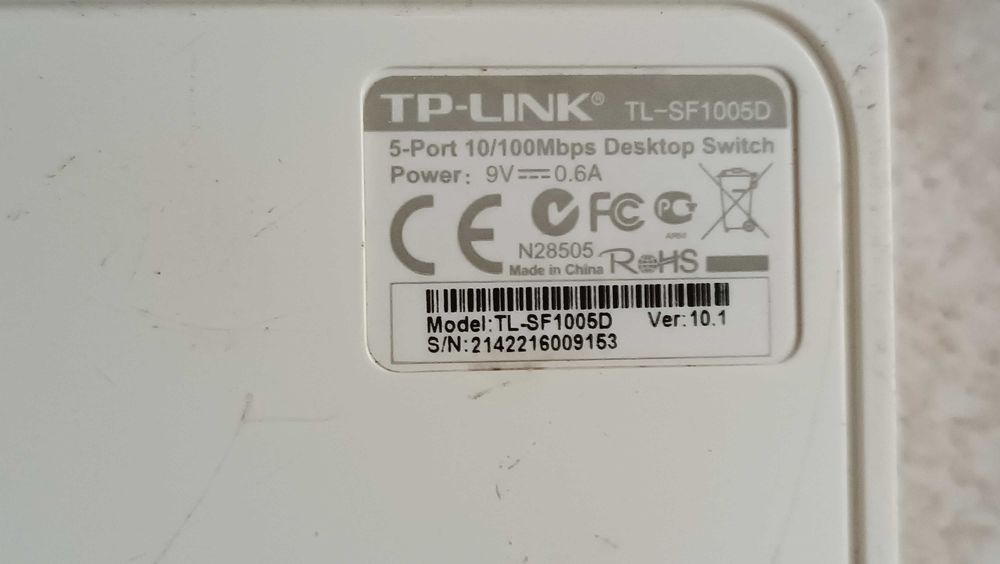 TP-LINK® TL-SF1005D
5-Port 10/100Mbps Desktop Switch
Power: 9V⎓0.6A
CE FC PC
N28505
Made in China RoHS
Model:TL-SF1005D Ver:10.1
S/N:2142216009153